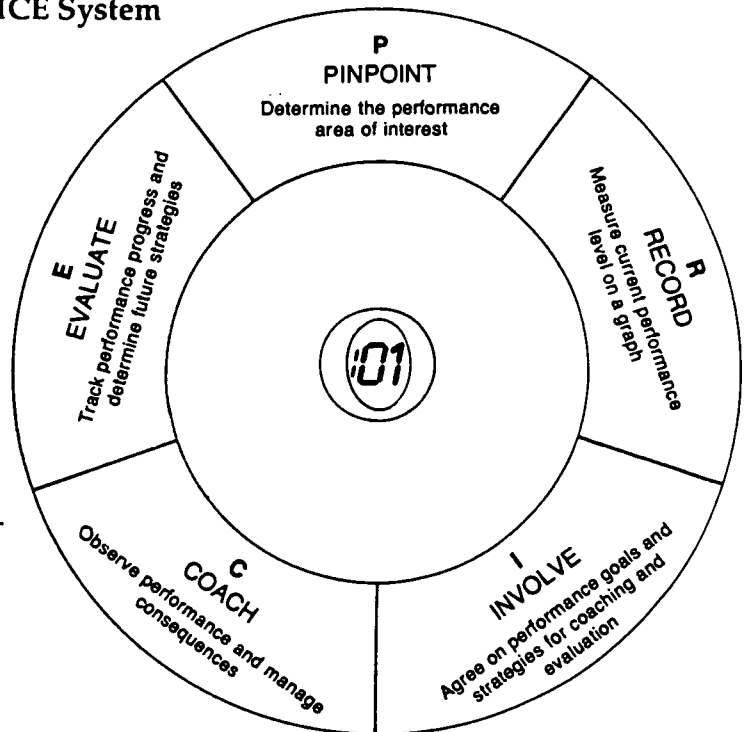 ICE System
P
PINPOINT
Determine the performance
area of interest
R
RECORD
Measure current performance
level on a graph
I
INVOLVE
Agree on performance goals and
strategies for coaching and
evaluation
C
COACH
Observe performance and manage
consequences
E
EVALUATE
Track performance progress and
determine future strategies
:01